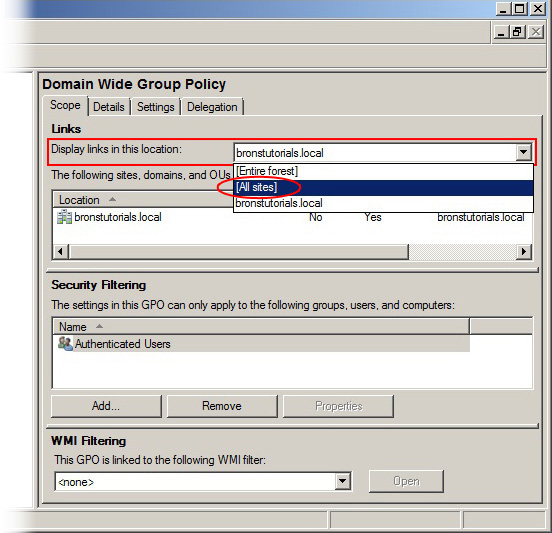 Domain Wide Group Policy
Scope Details Settings Delegation
Links
Display links in this location: bronstutorials.local
[Entire forest]
The following sites, domains, and OUs
[All sites]
bronstutorials.local
Location
bronstutorials.local No Yes bronstutorials.local
Security Filtering
The settings in this GPO can only apply to the following groups, users, and computers:
Name
Authenticated Users
Add... Remove Properties
WMI Filtering
This GPO is linked to the following WMI filter:
<none> Open